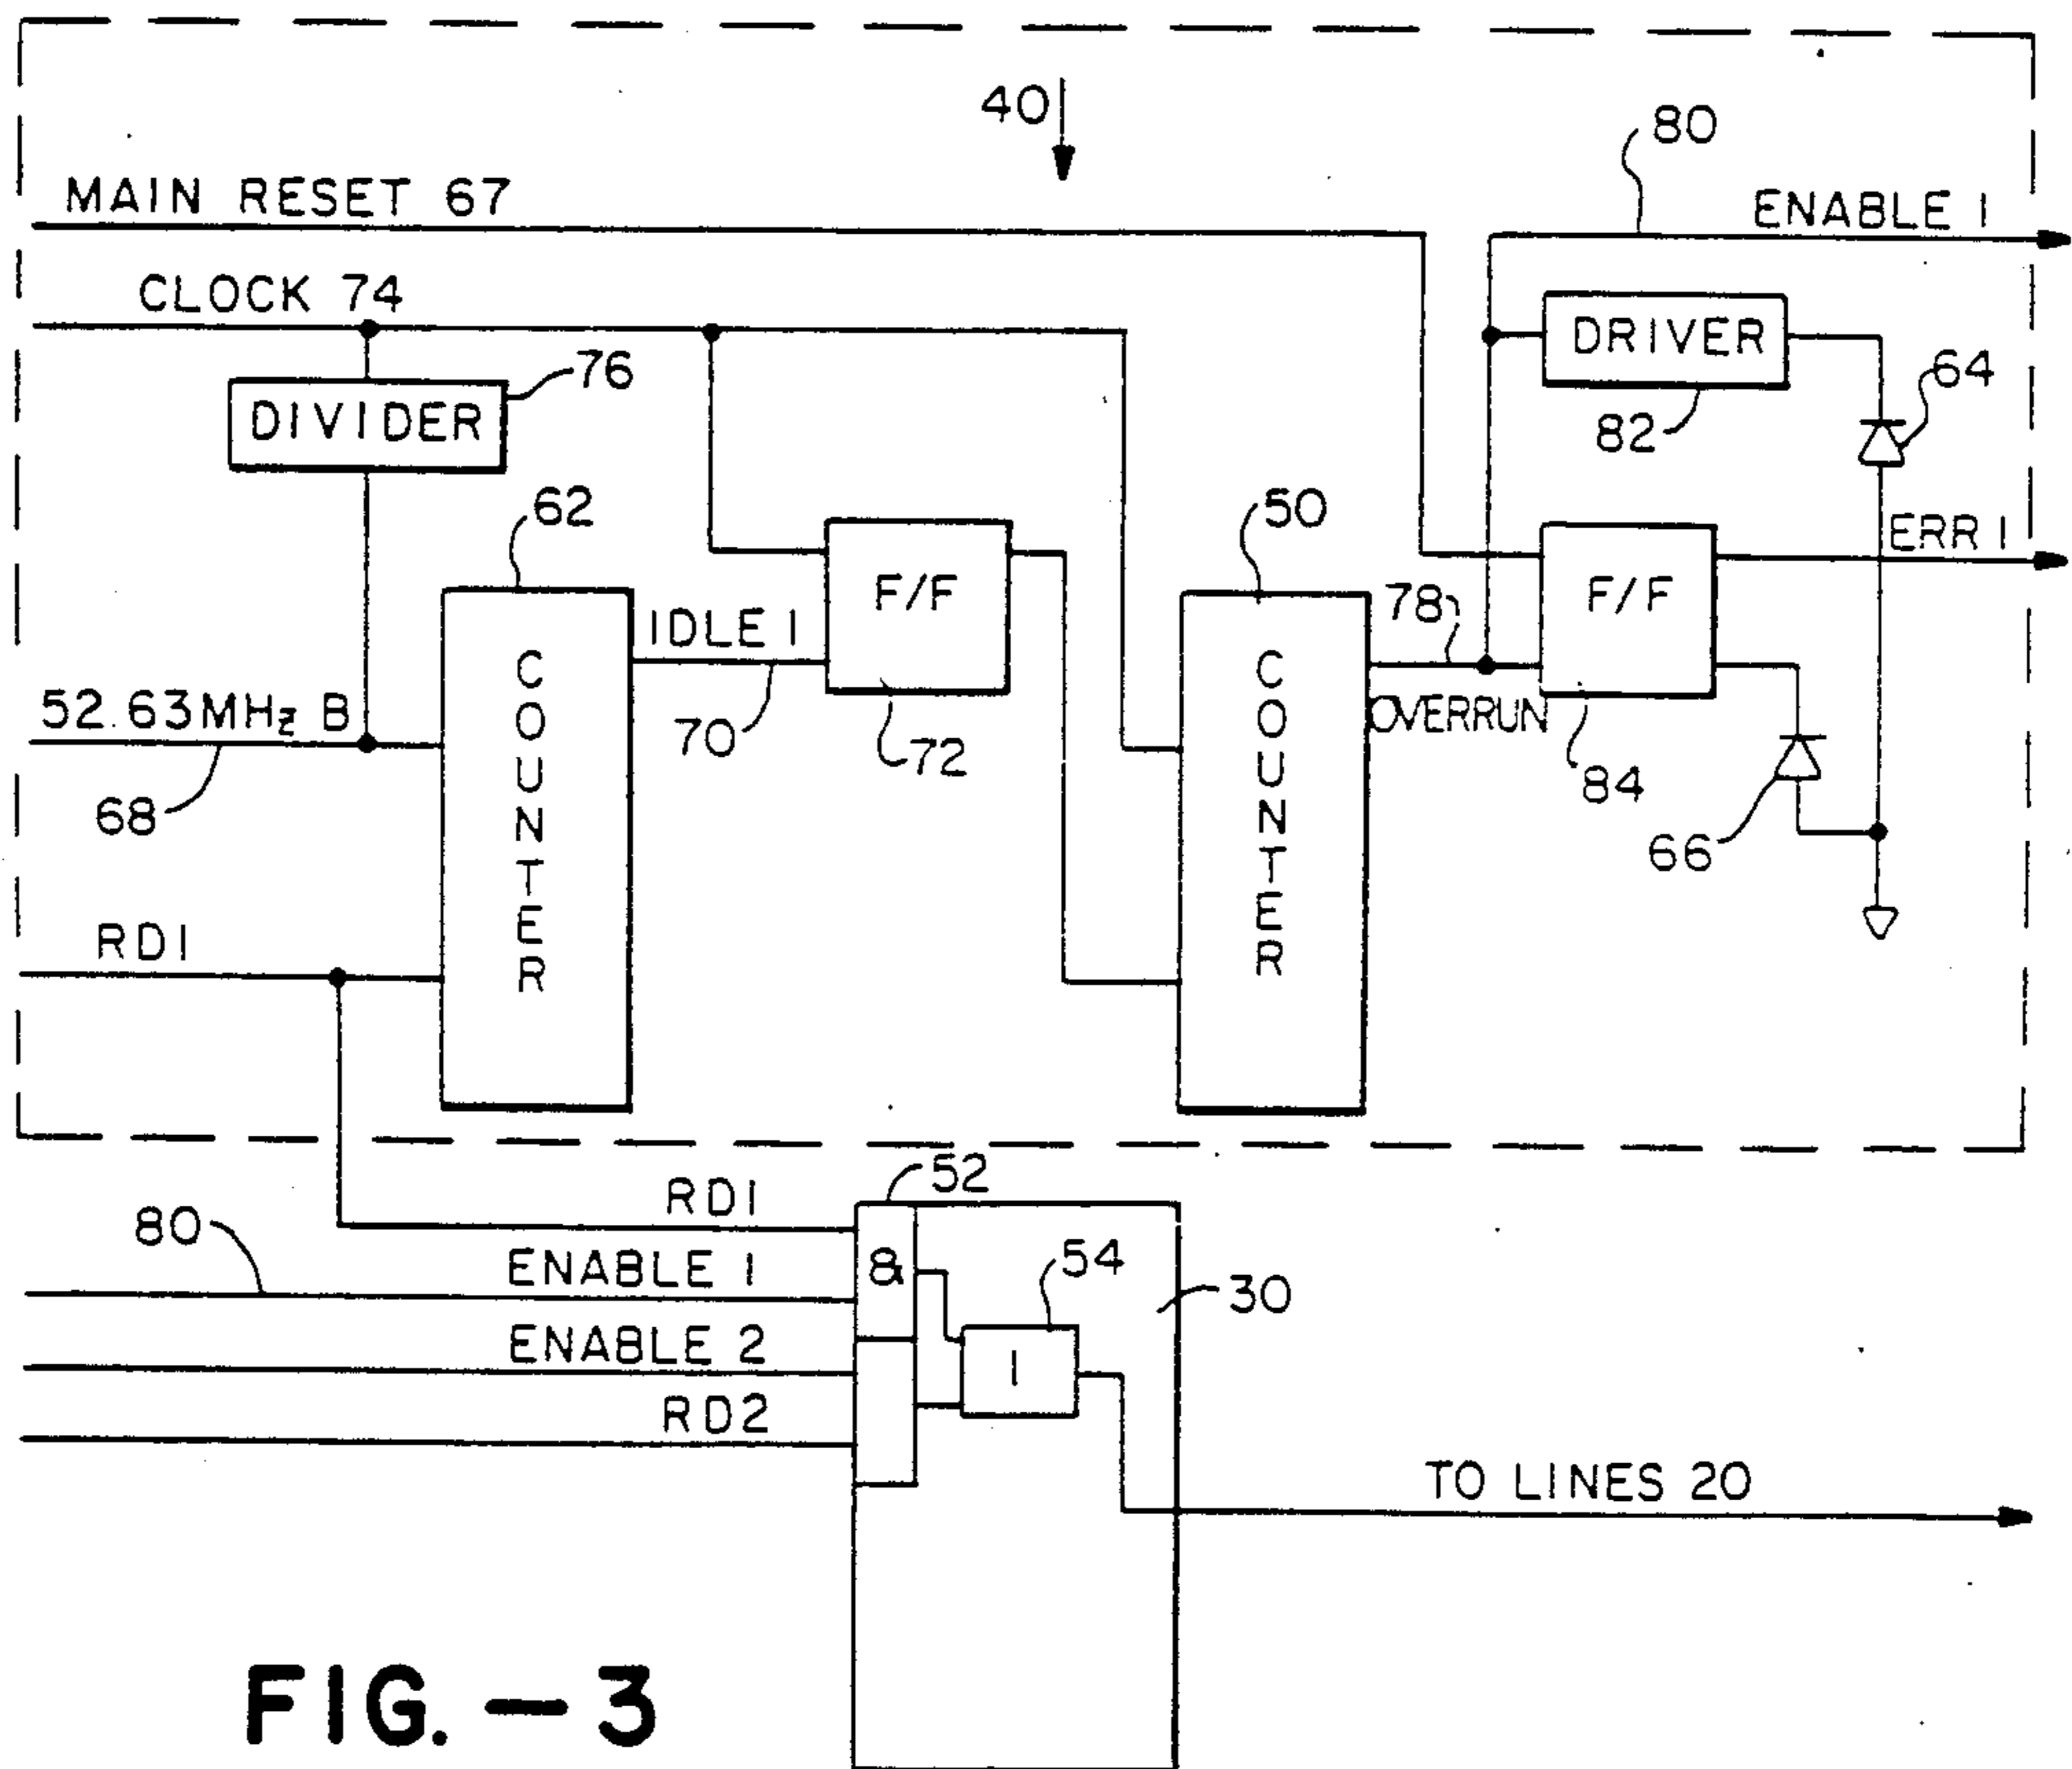 40
80
MAIN RESET 67
ENABLE 1
CLOCK 74
DRIVER
76
64
DIVIDER
82
62
50
ERR 1
F/F
F/F
78
IDLE 1
COUNTER
COUNTER
52.63MHz B
OVERRUN
70
72
84
68
66
RD1
52
RD1
80
ENABLE 1
&
54
30
ENABLE 2
1
RD2
TO LINES 20
FIG.-3